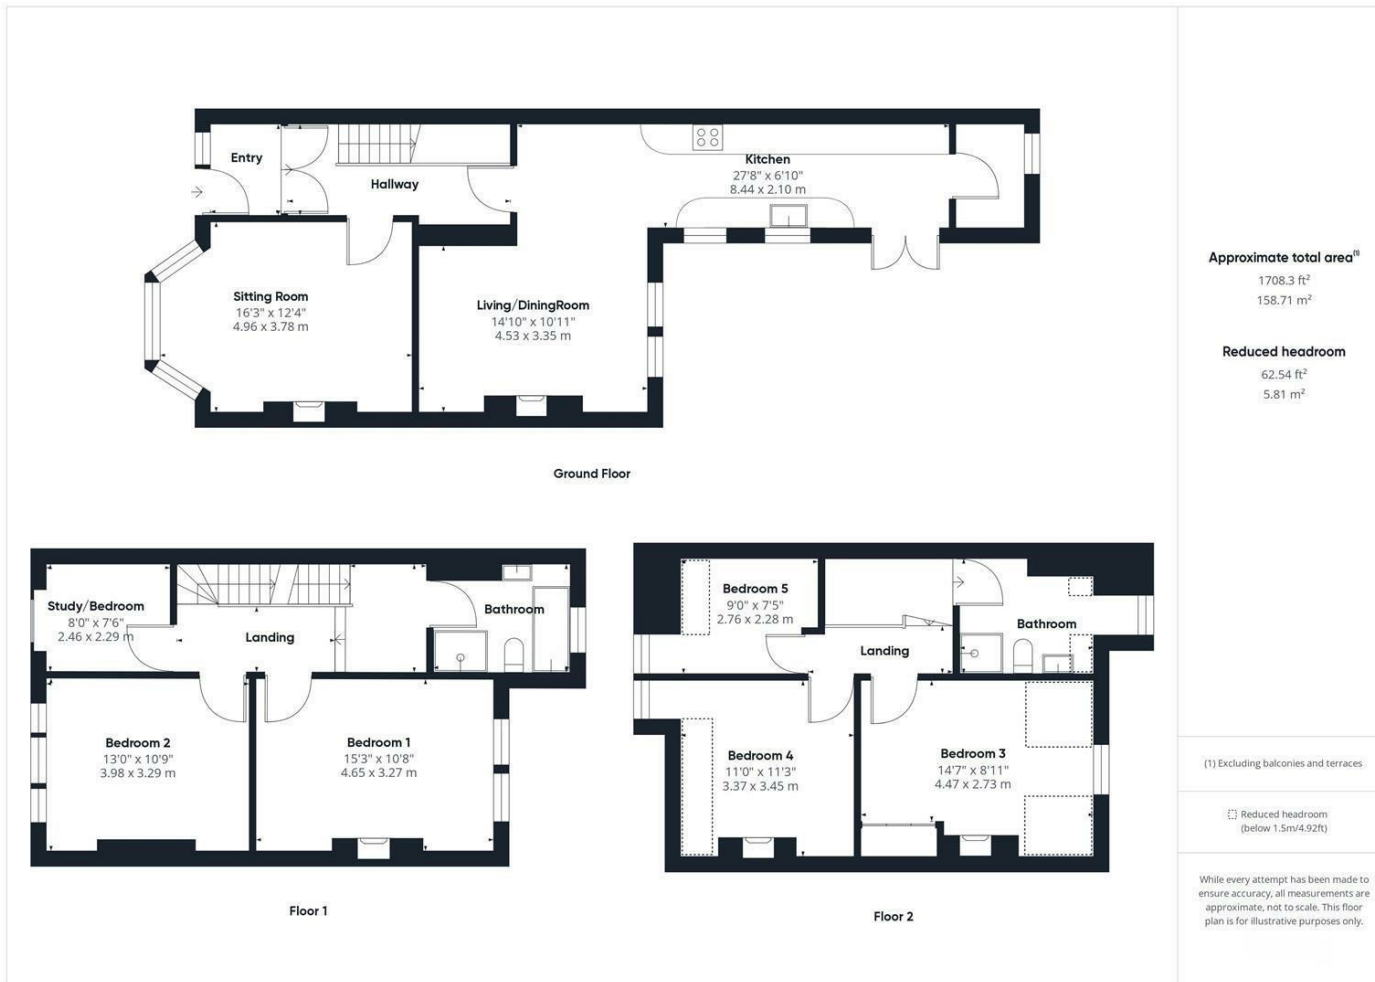 Entry
Hallway
Kitchen
27'8" x 6'10"
8.44 x 2.10 m
Sitting Room
16'3" x 12'4"
4.96 x 3.78 m
Living/DiningRoom
14'10" x 10'11"
4.53 x 3.35 m
Ground Floor
Study/Bedroom
8'0" x 7'6"
2.46 x 2.29 m
Landing
Bathroom
Bedroom 2
13'0" x 10'9"
3.98 x 3.29 m
Bedroom 1
15'3" x 10'8"
4.65 x 3.27 m
Floor 1
Bedroom 5
9'0" x 7'5"
2.76 x 2.28 m
Landing
Bathroom
Bedroom 4
11'0" x 11'3"
3.37 x 3.45 m
Bedroom 3
14'7" x 8'11"
4.47 x 2.73 m
Floor 2
Approximate total area(1)
1708.3 ft²
158.71 m²
Reduced headroom
62.54 ft²
5.81 m²
(1) Excluding balconies and terraces
Reduced headroom
(below 1.5m/4.92ft)
While every attempt has been made to
ensure accuracy, all measurements are
approximate, not to scale. This floor
plan is for illustrative purposes only.